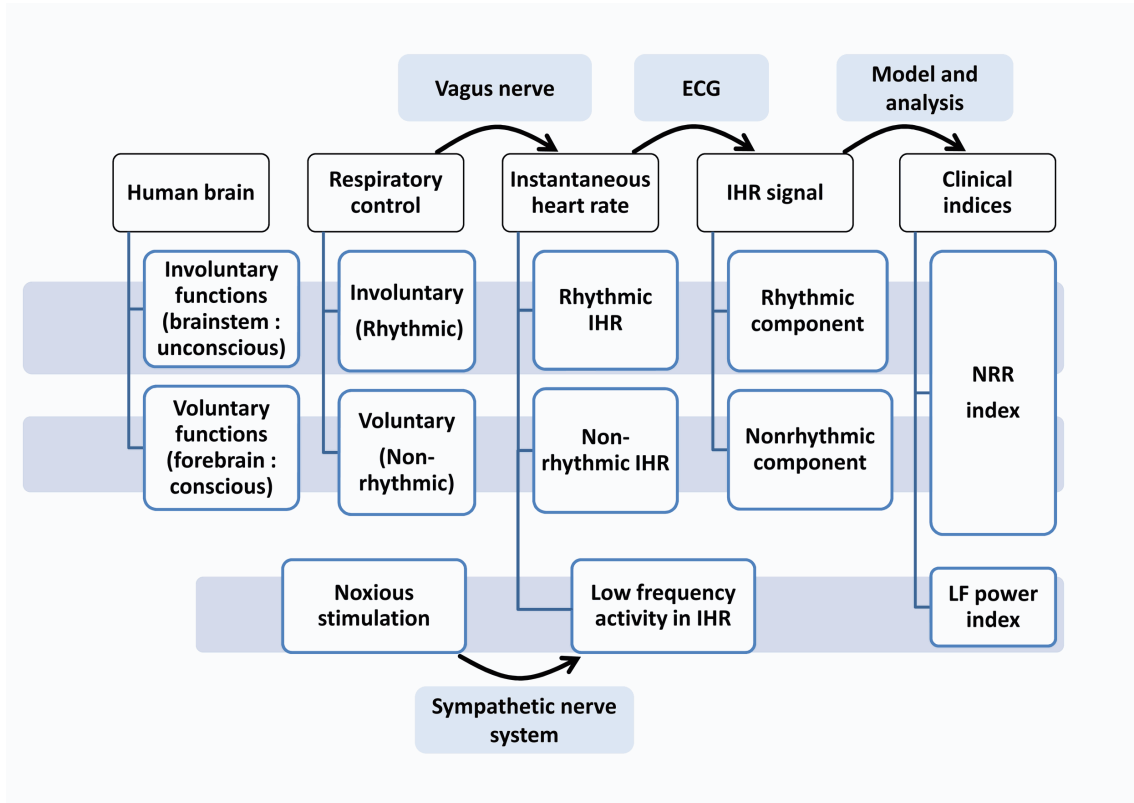 Vagus nerve
ECG
Model and
analysis
Human brain
Respiratory
control
Instantaneous
heart rate
IHR signal
Clinical
indices
Involuntary
functions
(brainstem :
unconscious)
Involuntary
(Rhythmic)
Rhythmic
IHR
Rhythmic
component
NRR
index
Voluntary
functions
(forebrain :
conscious)
Voluntary
(Non-
rhythmic)
Non-
rhythmic IHR
Nonrhythmic
component
Noxious
stimulation
Low frequency
activity in IHR
LF power
index
Sympathetic nerve
system